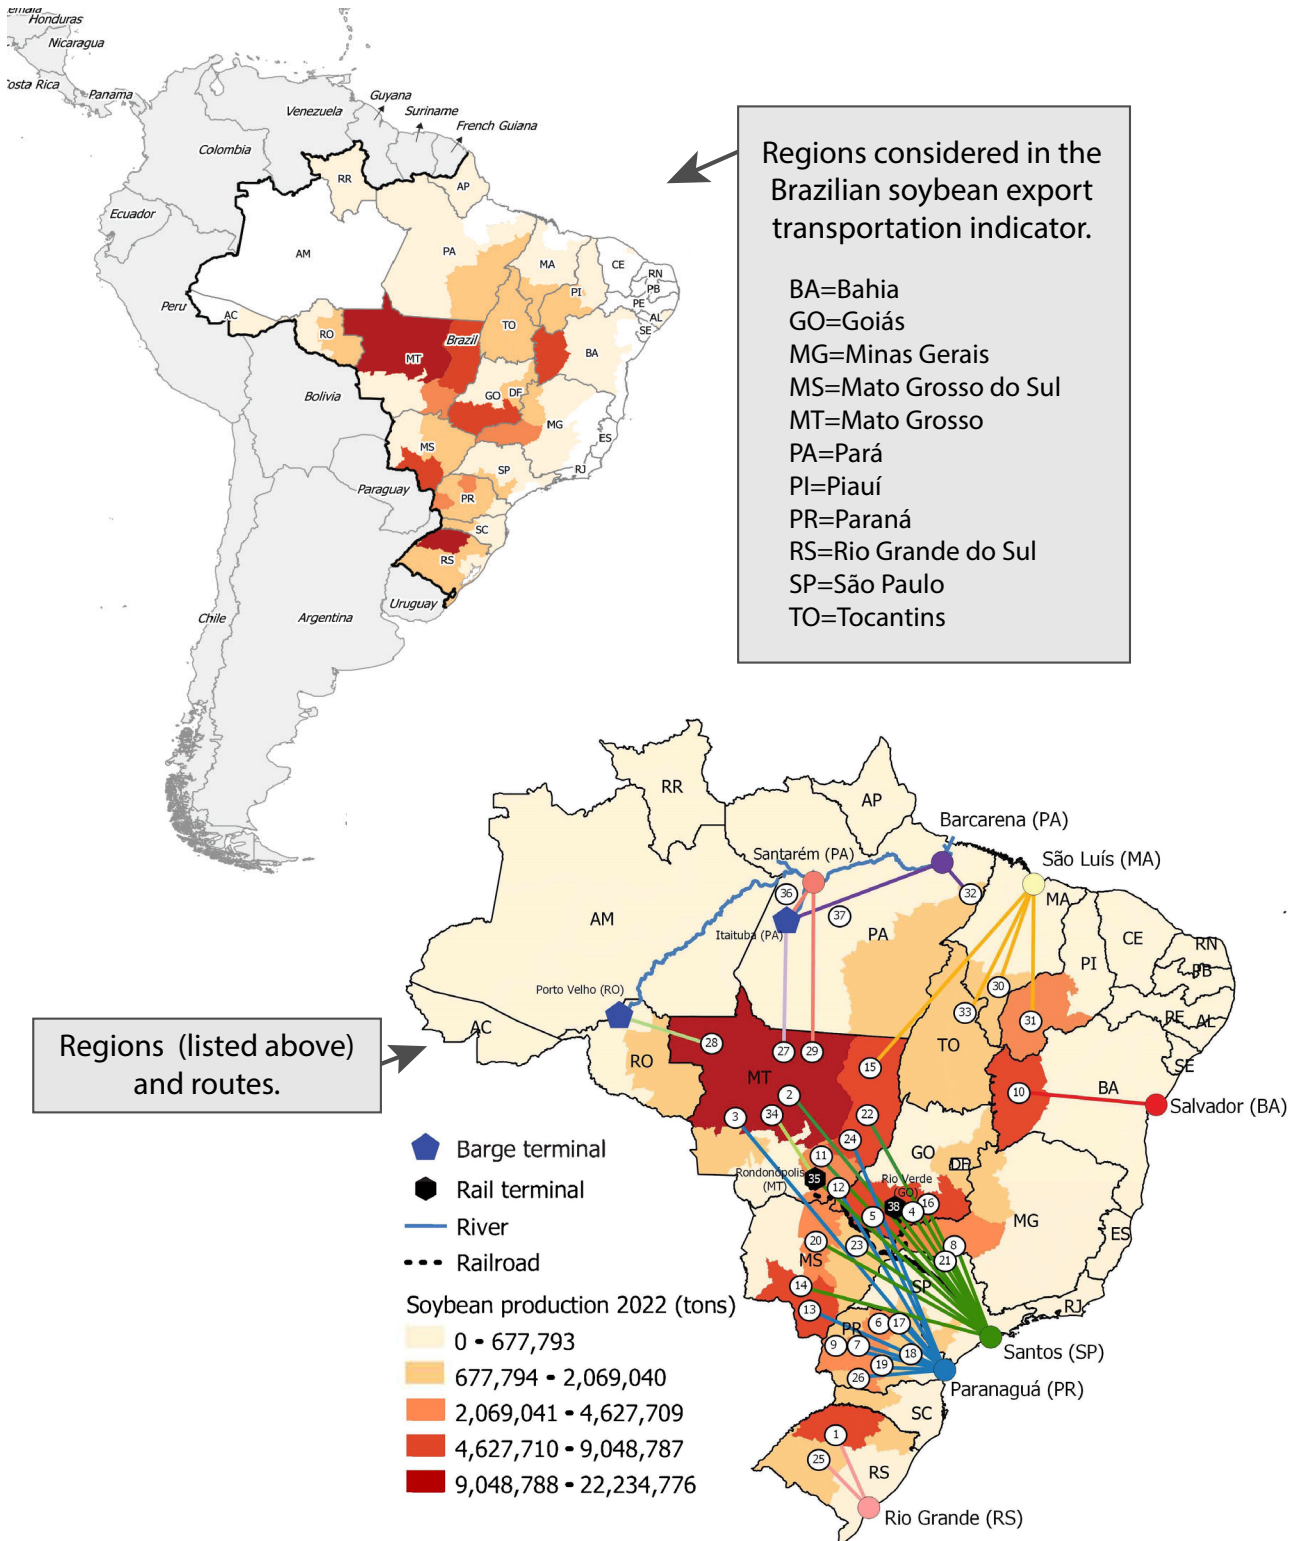 emala
Honduras
Nicaragua
osta Rica
Panama
Venezuela
Guyana
Suriname
French Guiana
Colombia
Ecuador
Peru
Brazil
Bolivia
Paraguay
Chile
Argentina
Uruguay
RR
AP
AM
PA
MA
CE
RN
PB
PE
AL
SE
PI
AC
RO
TO
MT
BA
GO
DF
MG
MS
ES
SP
RJ
PR
SC
RS
Regions considered in the
Brazilian soybean export
transportation indicator.
BA=Bahia
GO=Goiás
MG=Minas Gerais
MS=Mato Grosso do Sul
MT=Mato Grosso
PA=Pará
PI=Piauí
PR=Paraná
RS=Rio Grande do Sul
SP=São Paulo
TO=Tocantins
RR
AP
Barcarena (PA)
Santarém (PA)
São Luís (MA)
36
32
MA
37
AM
Itaituba (PA)
PA
CE
RN
PI
PB
Porto Velho (RO)
30
33
31
PE
AL
AC
28
27
29
TO
RO
SE
MT
15
BA
2
10
Salvador (BA)
3
34
22
24
GO
11
DF
Rondonópolis
(MT)
35
Rio Verde
(GO)
12
38
4
16
5
MG
ES
20
23
8
MS
21
14
SP
13
RJ
6
17
PR
9
7
18
Santos (SP)
19
26
Paranaguá (PR)
SC
1
25
RS
Rio Grande (RS)
Regions (listed above)
and routes.
Barge terminal
Rail terminal
River
Railroad
Soybean production 2022 (tons)
0 - 677,793
677,794 - 2,069,040
2,069,041 - 4,627,709
4,627,710 - 9,048,787
9,048,788 - 22,234,776